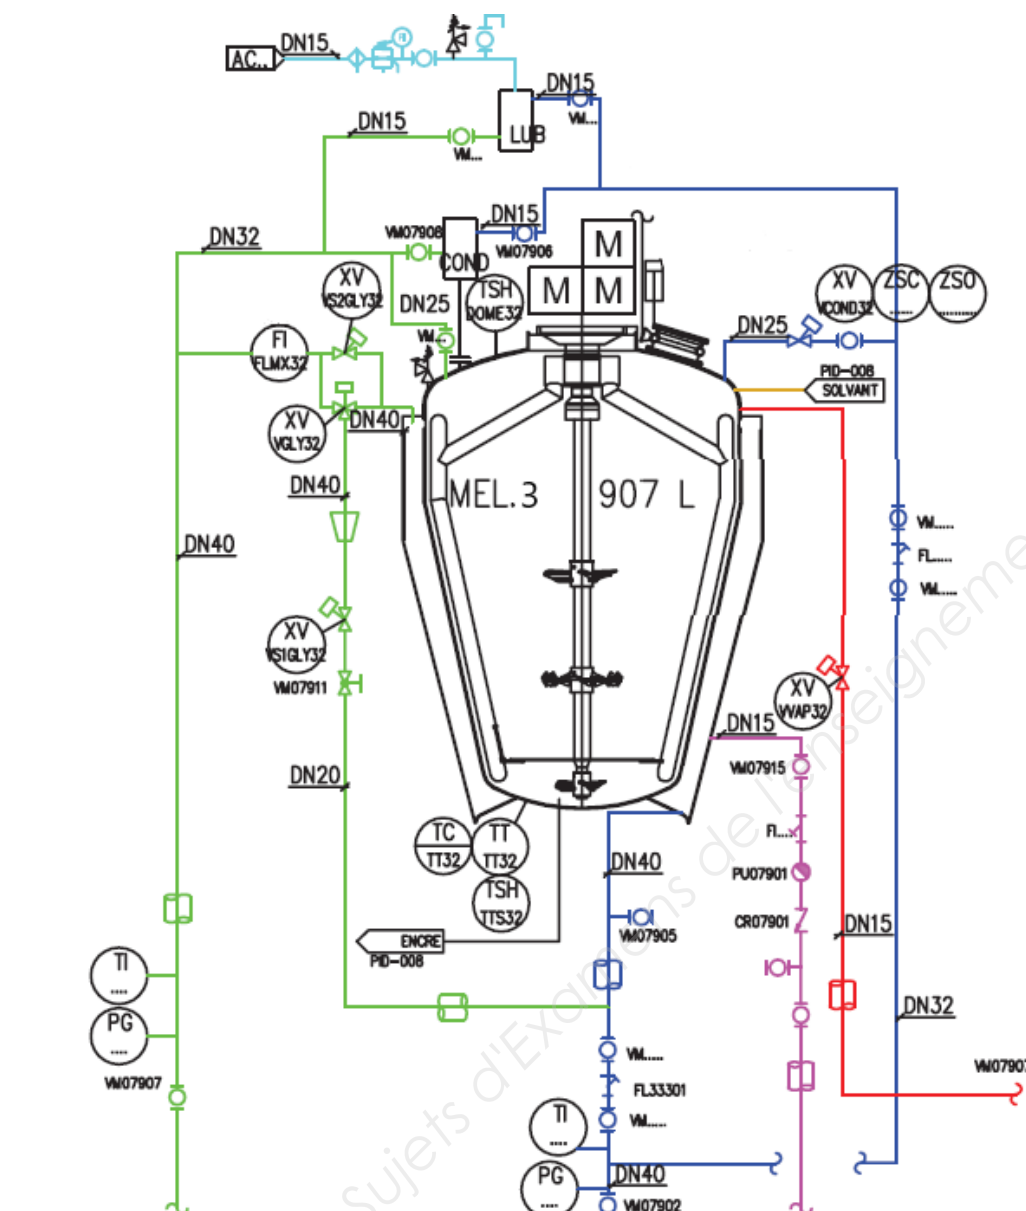 DN15
AC..
FI
DN15
LUB
VM...
DN15
VM...
DN32
VM07908
DN15
VM07906
COND
M
M
M
XV
VS2GLY32
DN25
TSH
DOME32
XV
VCOND32
ZSC
......
ZSO
..........
VM...
DN25
FI
FLMX32
PID-008
SOLVANT
XV
VGLY32
DN40
DN40
MEL.3
907 L
VM.....
DN40
FL.....
VM.....
XV
VS1GLY32
VM07911
XV
VVAP32
DN15
VM07915
DN20
FI....
TC
TT32
TT
TT32
TSH
TTS32
DN40
PU07901
ENCRE
PID-008
VM07905
CR07901
DN15
TI
....
PG
....
DN32
VM07907
VM.....
FL33301
VM.....
VM07907
TI
....
PG
....
DN40
VM07902
Sujets d'Examens de l'enseigneme